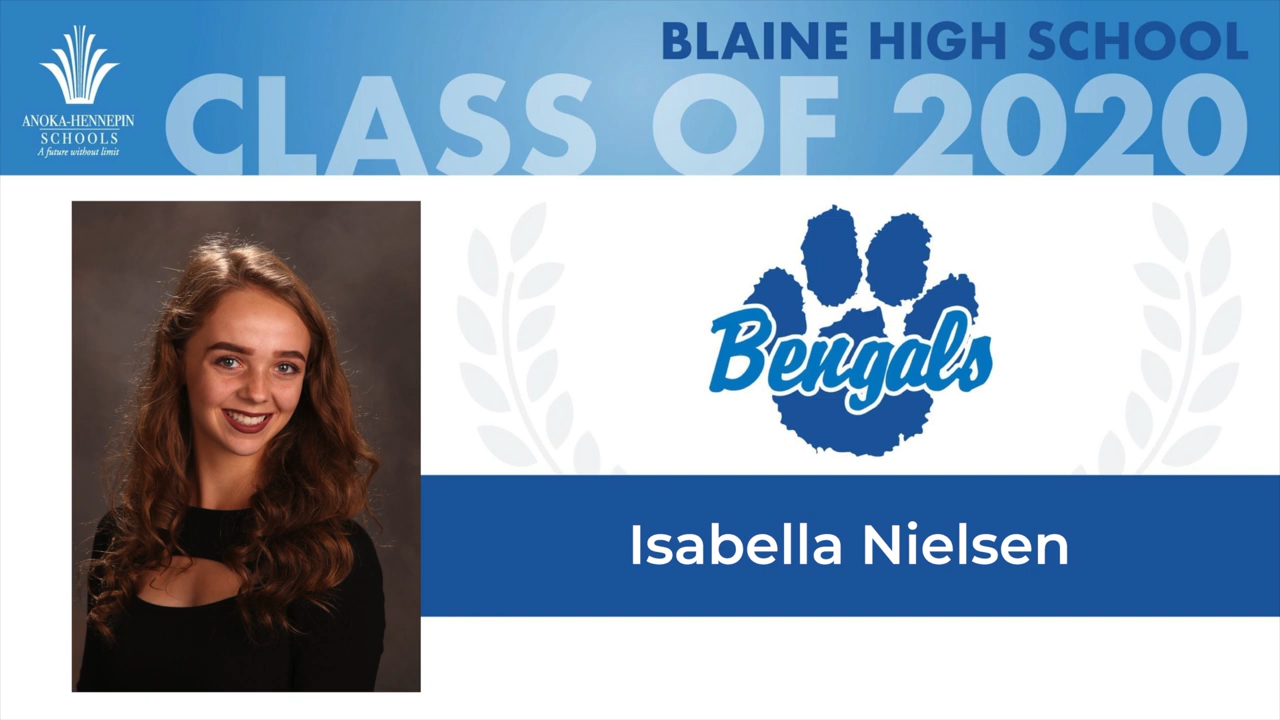 BLAINE HIGH SCHOOL
CLASS OF 2020
ANOKA-HENNEPIN
SCHOOLS
A future without limit
Bengals
Isabella Nielsen